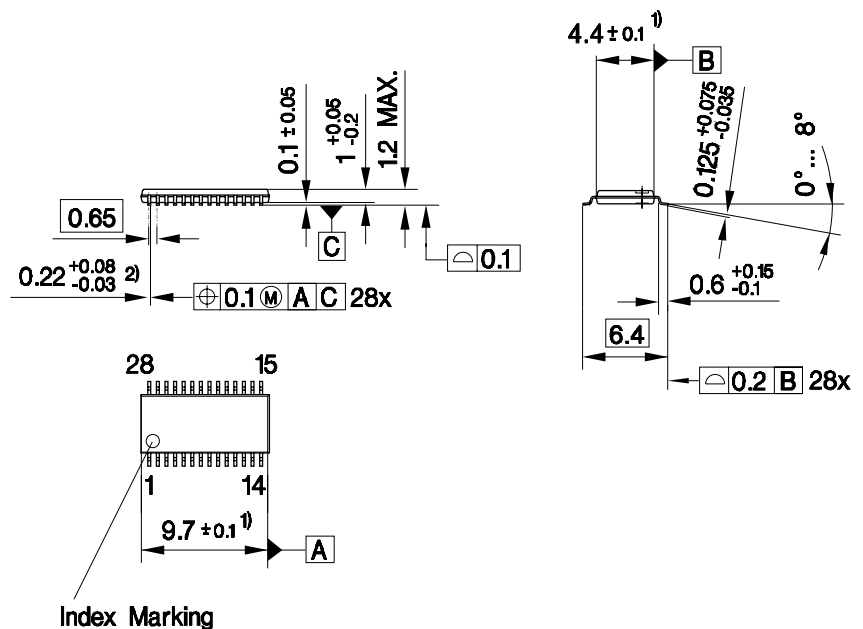 4.4 ±0.1 1)
B
0.1 ±0.05
1 +0.05 -0.2
1.2 MAX.
0.125 +0.075 -0.035
0°... 8°
0.65
C
0.1
0.22 +0.08 -0.03 2)
0.1 Ⓜ A C 28x
0.6 +0.15 -0.1
6.4
0.2 B 28x
28 15
1 14
9.7 ±0.1 1)
A
Index Marking